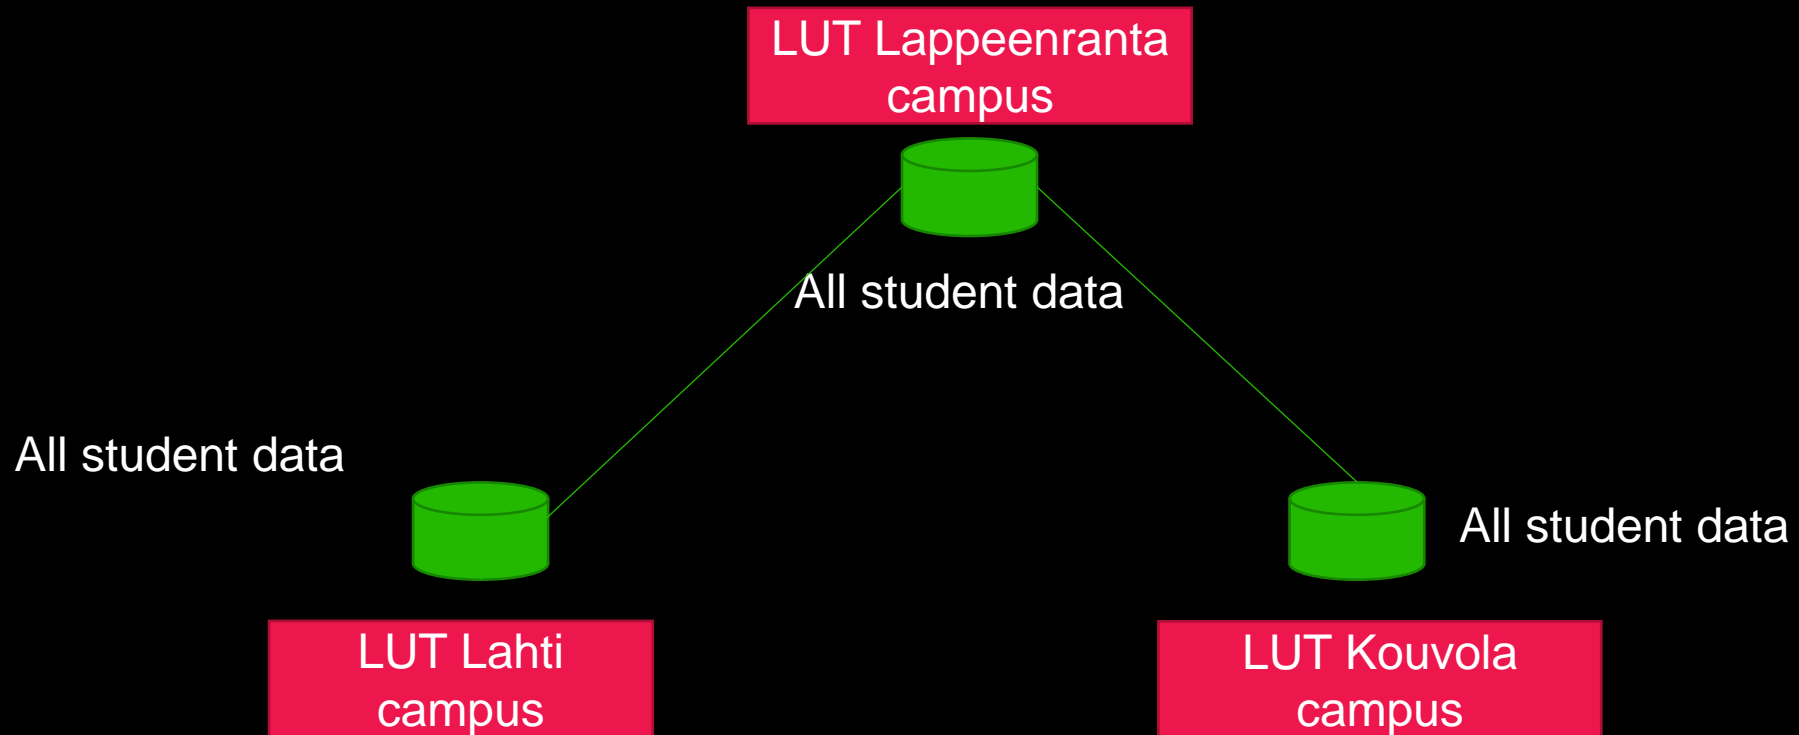 LUT Lappeenranta
campus
All student data
All student data
All student data
LUT Lahti
campus
LUT Kouvola
campus